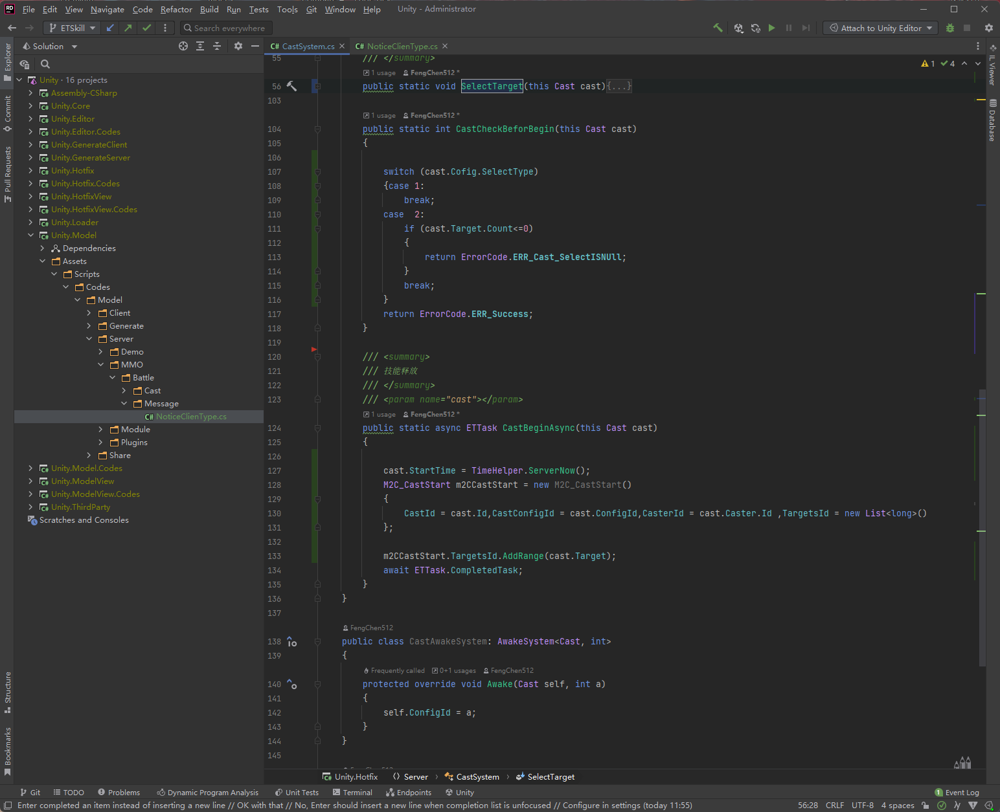 File Edit View Navigate Code Refactor Build Run Tests Tools Git Window Help Unity - Administrator
ETSkill Search everywhere Attach to Unity Editor
Solution CastSystem.cs NoticeClienType.cs
Explorer
Commit
Pull Requests
Structure
Bookmarks
IL Viewer
Database
Unity · 16 projects
Assembly-CSharp
Unity.Core
Unity.Editor
Unity.Editor.Codes
Unity.GenerateClient
Unity.GenerateServer
Unity.Hotfix
Unity.Hotfix.Codes
Unity.HotfixView
Unity.HotfixView.Codes
Unity.Loader
Unity.Model
Dependencies
Assets
Scripts
Codes
Model
Client
Generate
Server
Demo
MMO
Battle
Cast
Message
NoticeClienType.cs
Module
Plugins
Share
Unity.Model.Codes
Unity.ModelView
Unity.ModelView.Codes
Unity.ThirdParty
Scratches and Consoles
1 4
55 /// </summary>
1 usage FengChen512 *
56 public static void SelectTarget(this Cast cast){...}
103
1 usage FengChen512 *
104 public static int CastCheckBeforBegin(this Cast cast)
105 {
106
107 switch (cast.Cofig.SelectType)
108 {case 1:
109 break;
110 case  2:
111 if (cast.Target.Count<=0)
112 {
113 return ErrorCode.ERR_Cast_SelectISNUll;
114 }
115 break;
116 }
117 return ErrorCode.ERR_Success;
118 }
119
120 /// <summary>
121 /// 技能释放
122 /// </summary>
123 /// <param name="cast"></param>
1 usage FengChen512 *
124 public static async ETTask CastBeginAsync(this Cast cast)
125 {
126
127 cast.StartTime = TimeHelper.ServerNow();
128 M2C_CastStart m2CCastStart = new M2C_CastStart()
129 {
130 CastId = cast.Id,CastConfigId = cast.ConfigId,CasterId = cast.Caster.Id ,TargetsId = new List<long>()
131 };
132
133 m2CCastStart.TargetsId.AddRange(cast.Target);
134 await ETTask.CompletedTask;
135 }
136 }
137
FengChen512
138 public class CastAwakeSystem: AwakeSystem<Cast, int>
139 {
Frequently called 0+1 usages FengChen512
140 protected override void Awake(Cast self, int a)
141 {
142 self.ConfigId = a;
143 }
144 }
145
Unity.Hotfix Server CastSystem SelectTarget
Git TODO Problems Dynamic Program Analysis Unit Tests Terminal Endpoints Unity 1 Event Log
Enter completed an item instead of inserting a new line // OK with that // No, Enter should insert a new line when completion list is unfocused // Configure in settings (today 11:55) 56:28 CRLF UTF-8 4 spaces